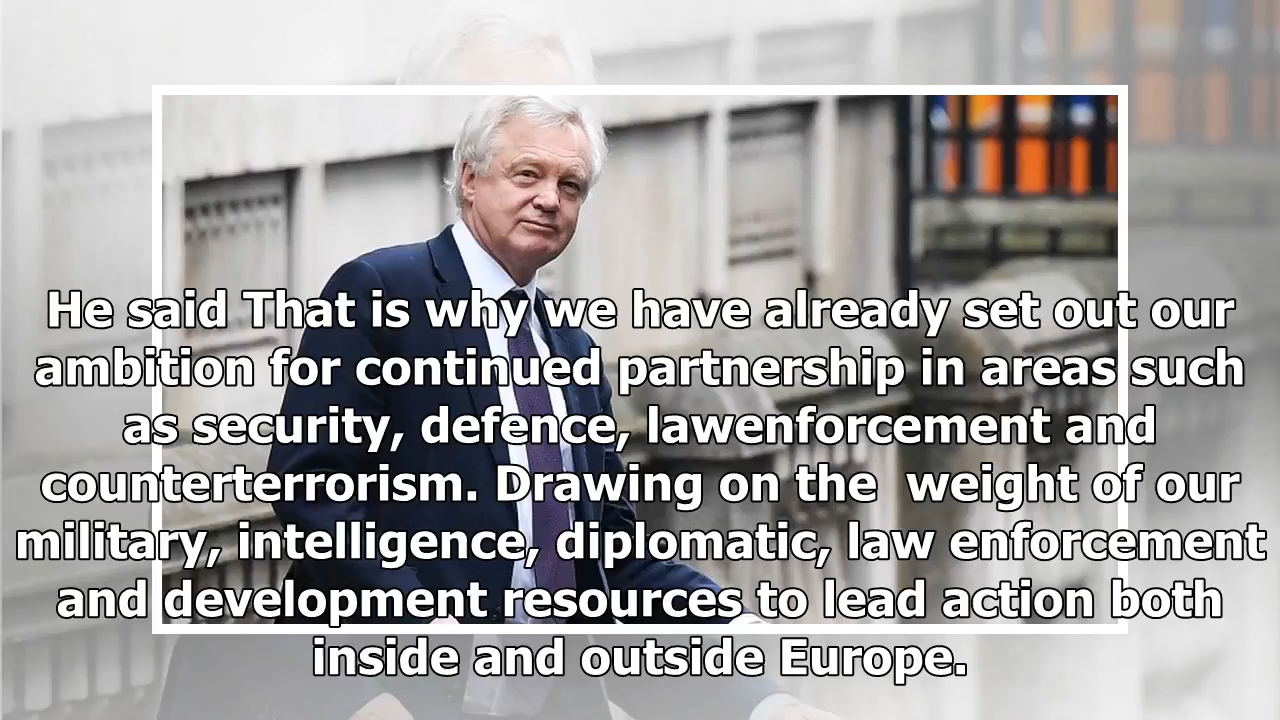 He said That is why we have already set out our
ambition for continued partnership in areas such
as security, defence, lawenforcement and
counterterrorism. Drawing on the  weight of our
military, intelligence, diplomatic, law enforcement
and development resources to lead action both
inside and outside Europe.